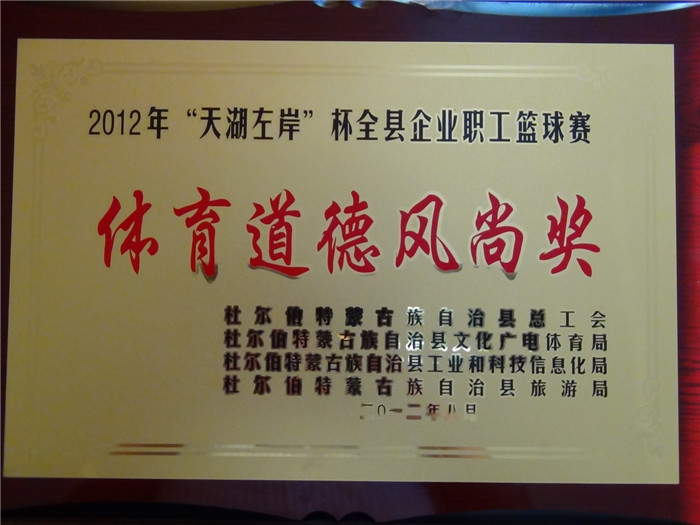 2012年“天湖左岸”杯全县企业职工篮球赛
体育道德风尚奖
杜尔伯特蒙古族自治县总工会
杜尔伯特蒙古族自治县文化广电体育局
杜尔伯特蒙古族自治县工业和科技信息化局
杜尔伯特蒙古族自治县旅游局
二〇一二年八月